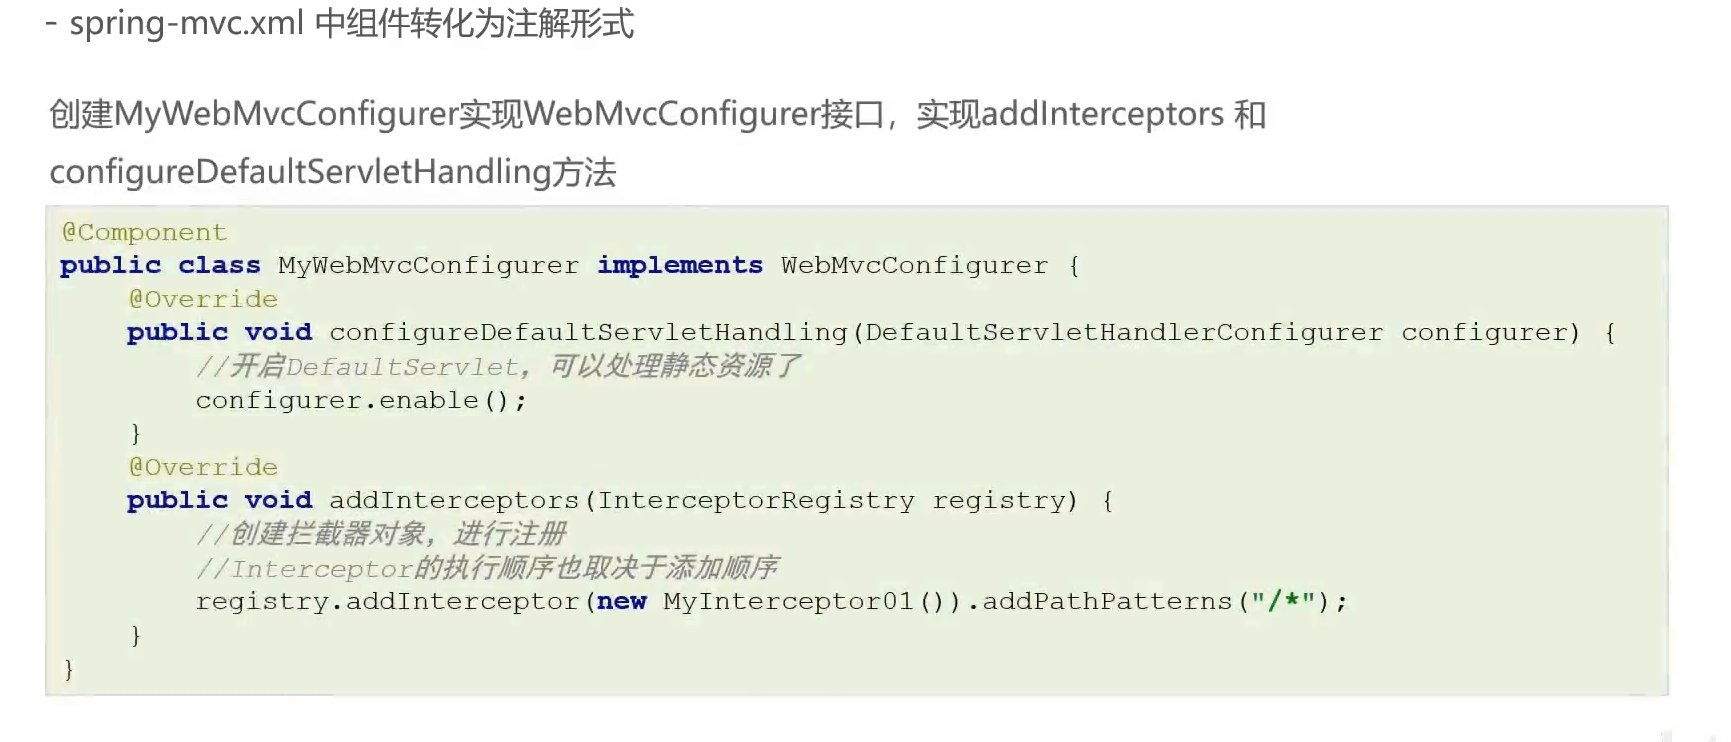 - spring-mvc.xml 中组件转化为注解形式
创建MyWebMvcConfigurer实现WebMvcConfigurer接口，实现addInterceptors 和
configureDefaultServletHandling方法
@Component
public class MyWebMvcConfigurer implements WebMvcConfigurer {
@Override
public void configureDefaultServletHandling(DefaultServletHandlerConfigurer configurer) {
//开启DefaultServlet，可以处理静态资源了
configurer.enable();
}
@Override
public void addInterceptors(InterceptorRegistry registry) {
//创建拦截器对象，进行注册
//Interceptor的执行顺序也取决于添加顺序
registry.addInterceptor(new MyInterceptor01()).addPathPatterns("/*");
}
}